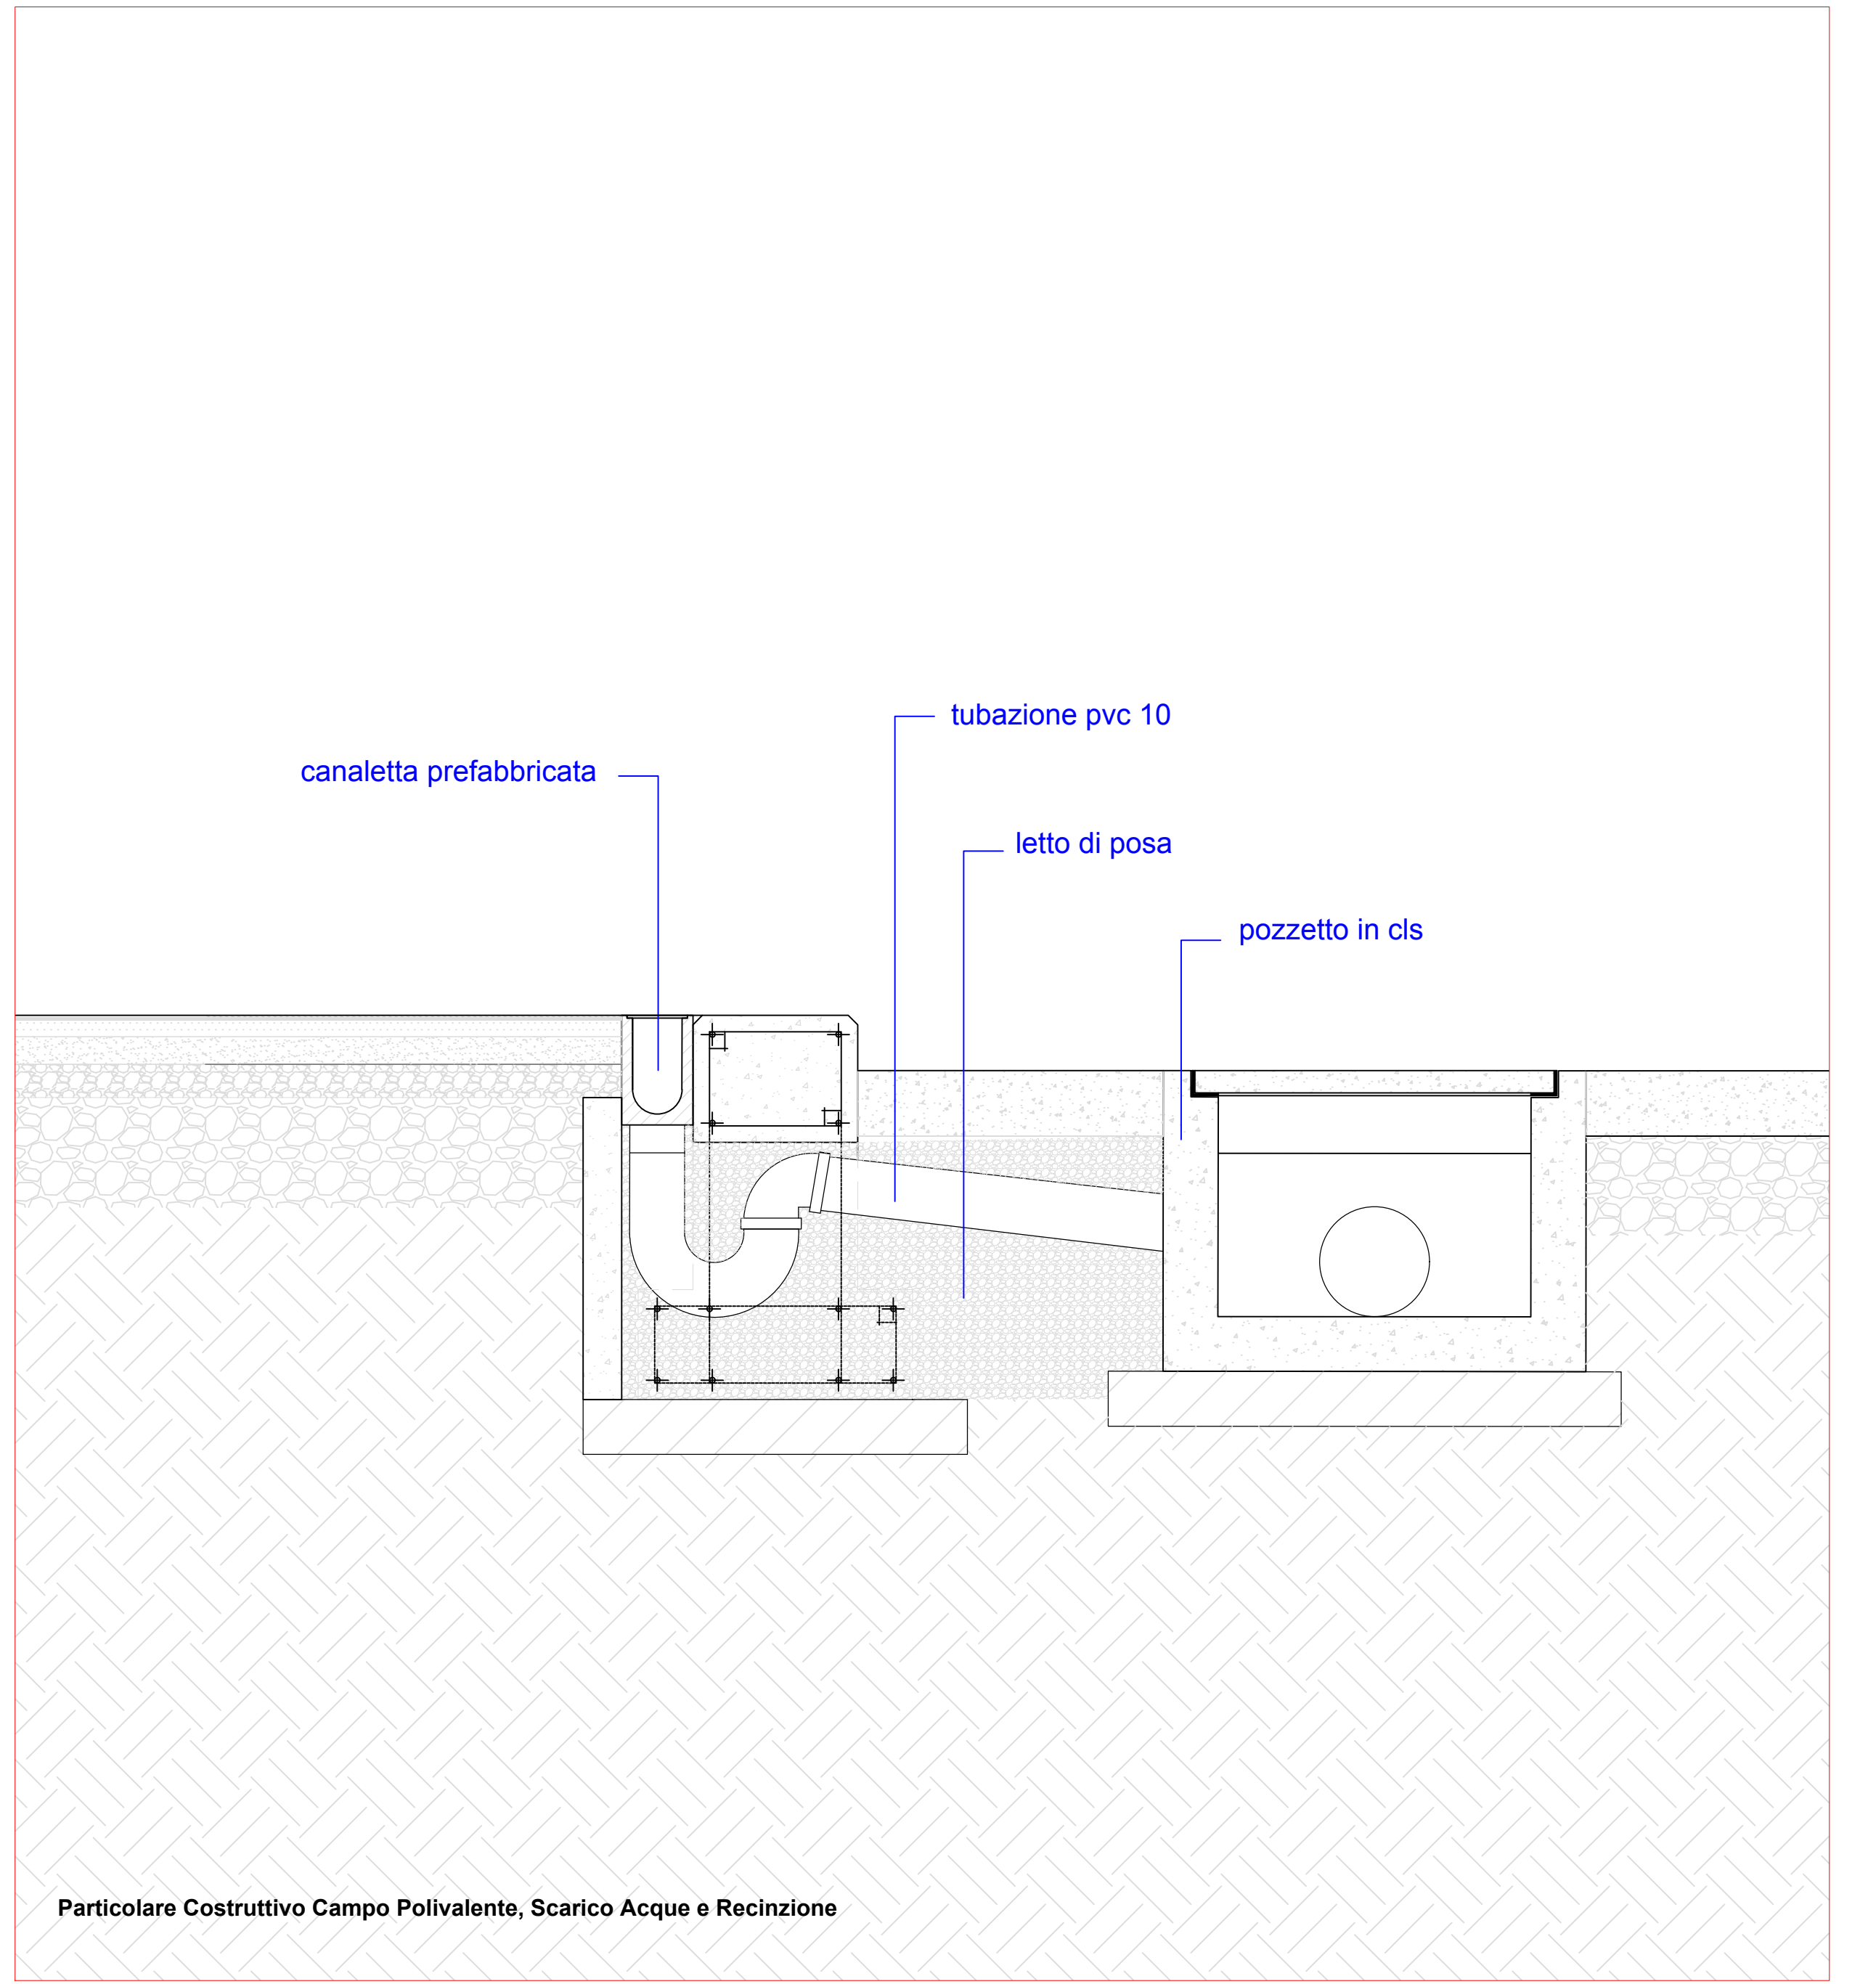 tubazione pvc 10
canaletta prefabbricata
letto di posa
pozzetto in cls
Particolare Costruttivo Campo Polivalente, Scarico Acque e Recinzione